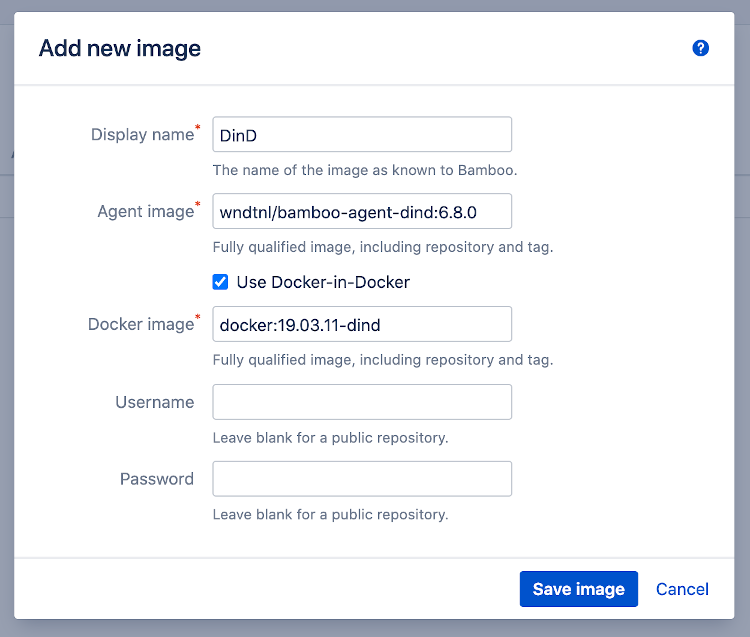 Add new image
?
Display name*
DinD
The name of the image as known to Bamboo.
Agent image*
wndtnl/bamboo-agent-dind:6.8.0
Fully qualified image, including repository and tag.
Use Docker-in-Docker
Docker image*
docker:19.03.11-dind
Fully qualified image, including repository and tag.
Username
Leave blank for a public repository.
Password
Leave blank for a public repository.
Save image
Cancel